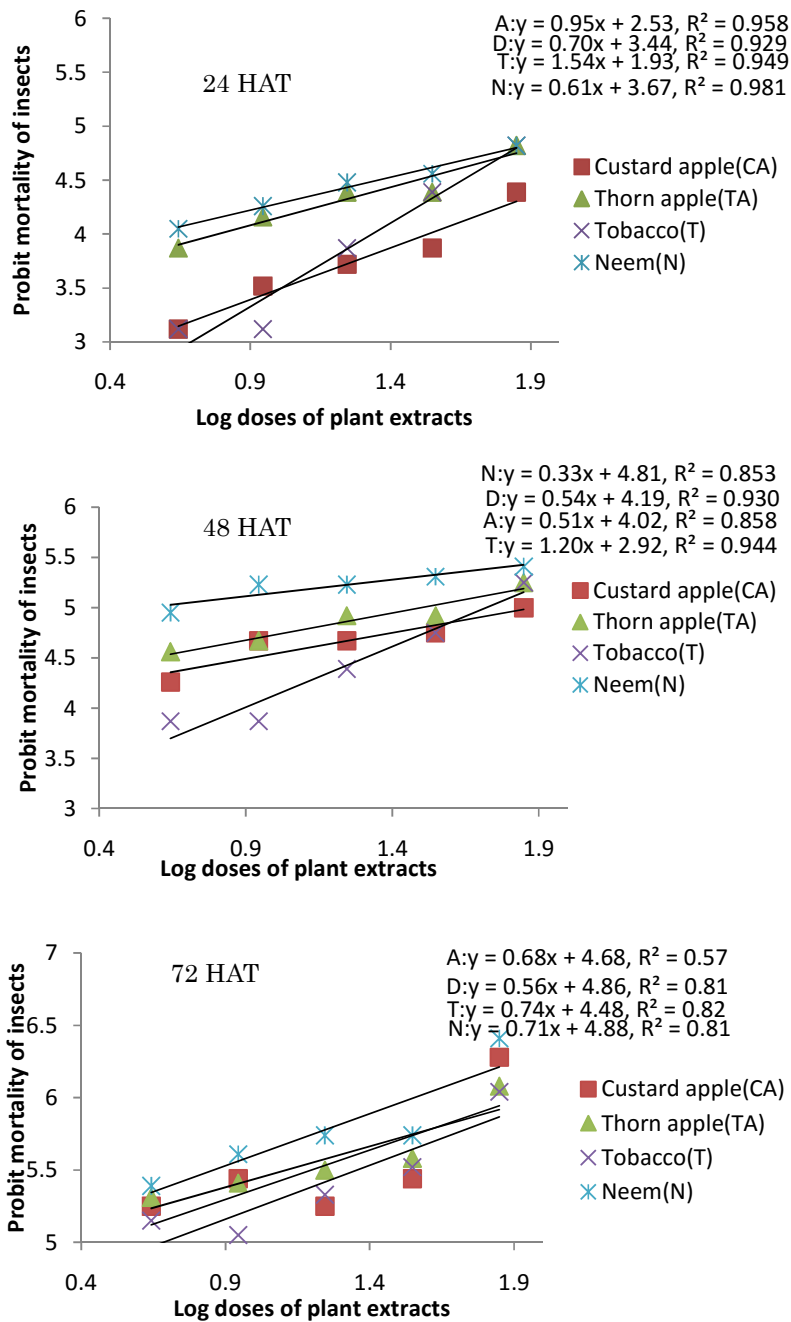 A:y = 0.95x + 2.53, R² = 0.958
D:y = 0.70x + 3.44, R² = 0.929
T:y = 1.54x + 1.93, R² = 0.949
N:y = 0.61x + 3.67, R² = 0.981
24 HAT
Probit mortality of insects
6
5.5
5
4.5
4
3.5
3
0.4
0.9
1.4
1.9
Log doses of plant extracts
Custard apple(CA)
Thorn apple(TA)
Tobacco(T)
Neem(N)
N:y = 0.33x + 4.81, R² = 0.853
D:y = 0.54x + 4.19, R² = 0.930
A:y = 0.51x + 4.02, R² = 0.858
T:y = 1.20x + 2.92, R² = 0.944
48 HAT
Probit mortality of insects
6
5.5
5
4.5
4
3.5
3
0.4
0.9
1.4
1.9
Log doses of plant extracts
Custard apple(CA)
Thorn apple(TA)
Tobacco(T)
Neem(N)
A:y = 0.68x + 4.68, R² = 0.57
D:y = 0.56x + 4.86, R² = 0.81
T:y = 0.74x + 4.48, R² = 0.82
N:y = 0.71x + 4.88, R² = 0.81
72 HAT
Probit mortality of insects
7
6.5
6
5.5
5
0.4
0.9
1.4
1.9
Log doses of plant extracts
Custard apple(CA)
Thorn apple(TA)
Tobacco(T)
Neem(N)